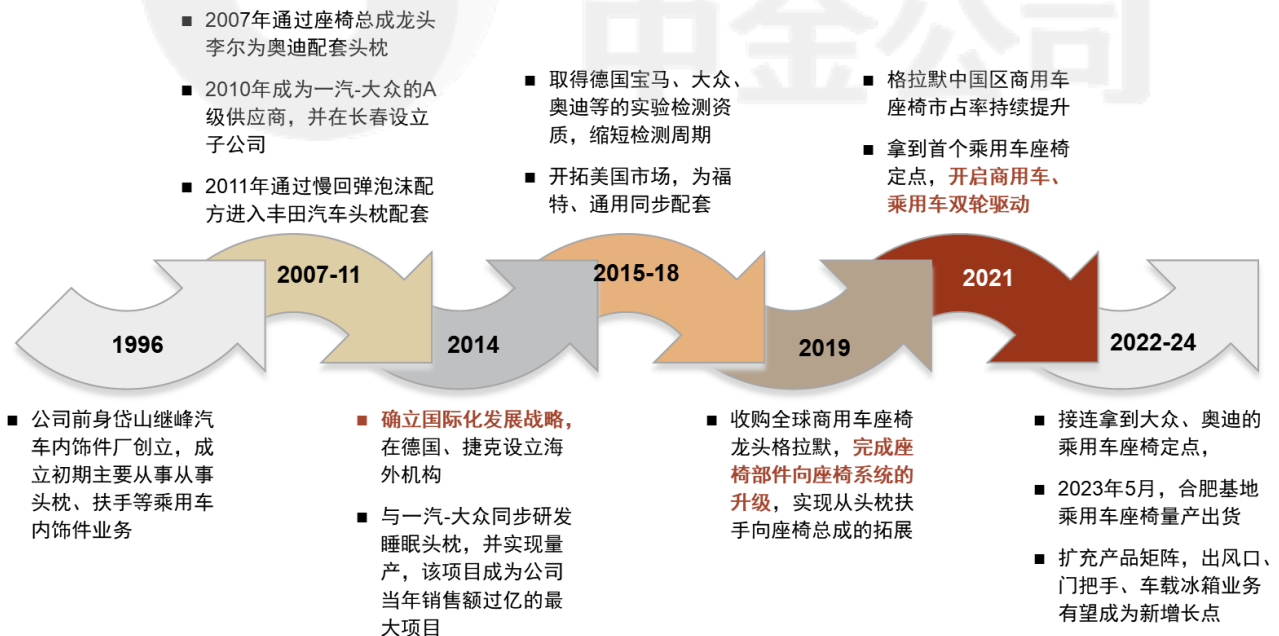 中金公司
■ 2007年通过座椅总成龙头
李尔为奥迪配套头枕
■ 2010年成为一汽-大众的A
级供应商，并在长春设立
子公司
■ 2011年通过慢回弹泡沫配
方进入丰田汽车头枕配套
■ 取得德国宝马、大众、
奥迪等的实验检测资
质，缩短检测周期
■ 开拓美国市场，为福
特、通用同步配套
■ 格拉默中国区商用车
座椅市占率持续提升
■ 拿到首个乘用车座椅
定点，开启商用车、
乘用车双轮驱动
1996
2007-11
2014
2015-18
2019
2021
2022-24
■ 公司前身岱山继峰汽
车内饰件厂创立，成
立初期主要从事从事
头枕、扶手等乘用车
内饰件业务
■ 确立国际化发展战略，
在德国、捷克设立海
外机构
■ 与一汽-大众同步研发
睡眠头枕，并实现量
产，该项目成为公司
当年销售额过亿的最
大项目
■ 收购全球商用车座椅
龙头格拉默，完成座
椅部件向座椅系统的
升级，实现从头枕扶
手向座椅总成的拓展
■ 接连拿到大众、奥迪的
乘用车座椅定点，
■ 2023年5月，合肥基地
乘用车座椅量产出货
■ 扩充产品矩阵，出风口、
门把手、车载冰箱业务
有望成为新增长点